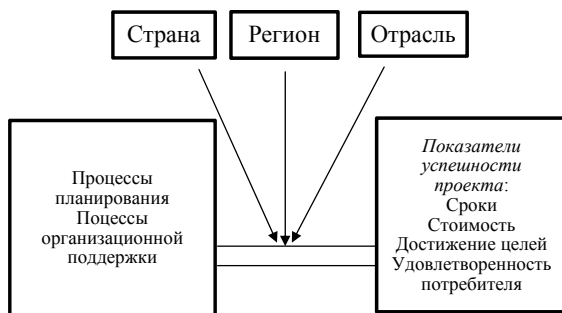 Страна
Регион
Отрасль
Процессы
планирования
Поцессы
организационной
поддержки
Показатели
успешности
проекта:
Сроки
Стоимость
Достижение целей
Удовлетворенность
потребителя